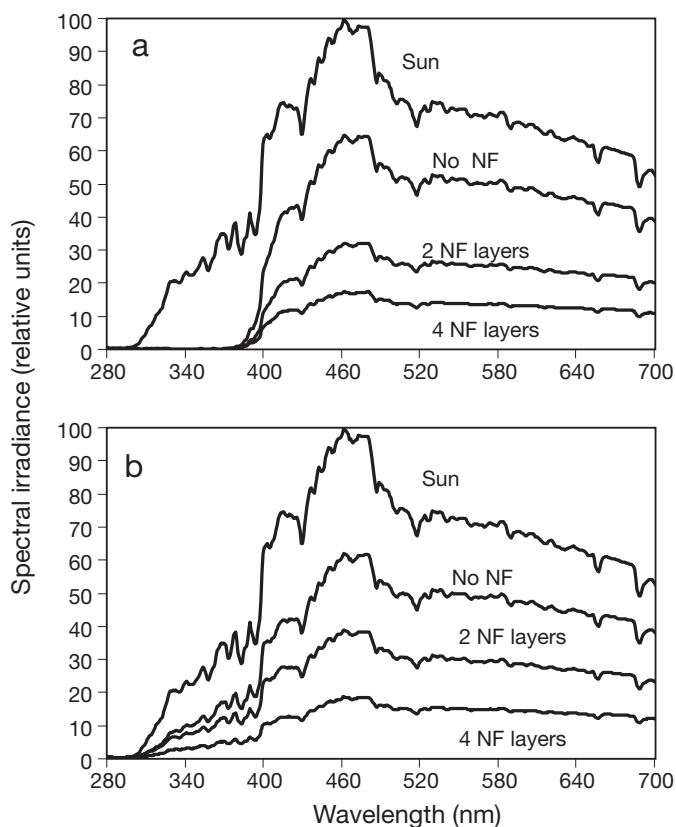 Spectral irradiance (relative units)
a
100
90
80
70
60
50
40
30
20
10
0
Sun
No NF
2 NF layers
4 NF layers
280 340 400 460 520 580 640 700
b
100
90
80
70
60
50
40
30
20
10
0
Sun
No NF
2 NF layers
4 NF layers
280 340 400 460 520 580 640 700
Wavelength (nm)